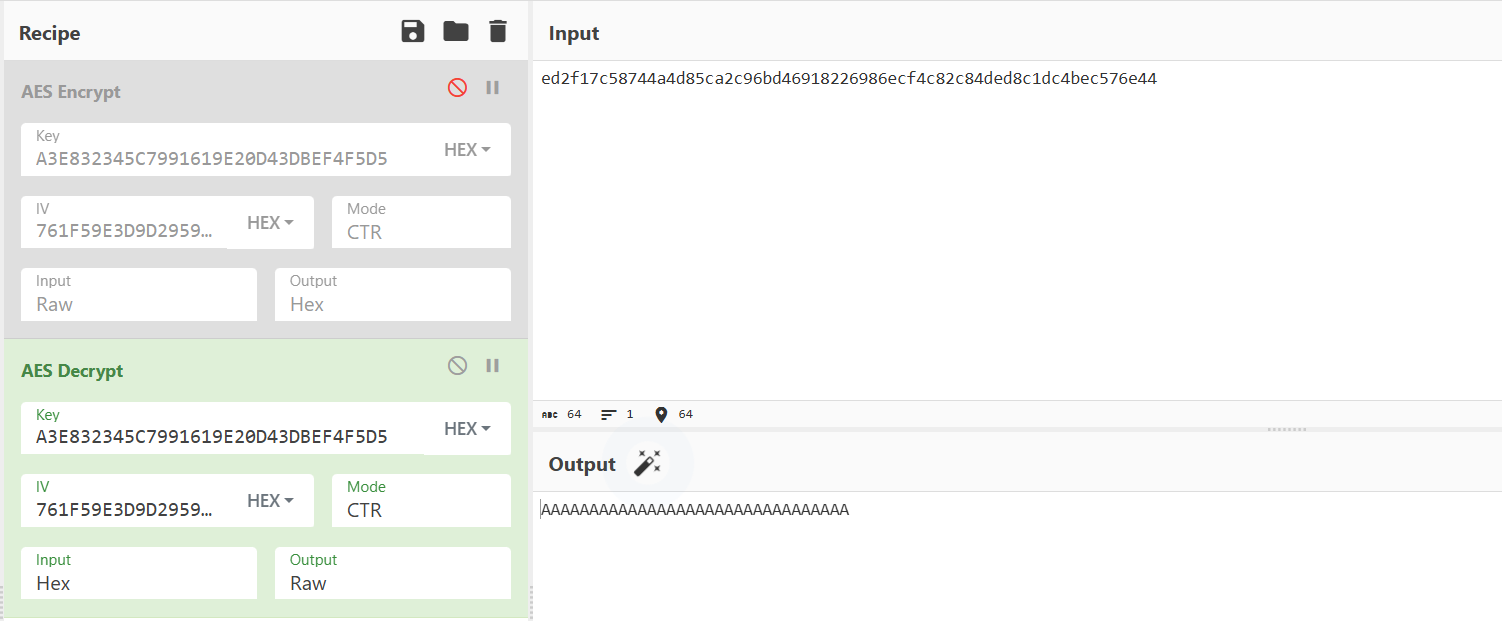 Recipe
AES Encrypt
Key
A3E832345C7991619E20D43DBEF4F5D5
HEX
IV
761F59E3D9D2959…
HEX
Mode
CTR
Input
Raw
Output
Hex
AES Decrypt
Key
A3E832345C7991619E20D43DBEF4F5D5
HEX
IV
761F59E3D9D2959…
HEX
Mode
CTR
Input
Hex
Output
Raw
Input
ed2f17c58744a4d85ca2c96bd46918226986ecf4c82c84ded8c1dc4bec576e44
ABC 64 1 64
Output
AAAAAAAAAAAAAAAAAAAAAAAAAAAAAAAA